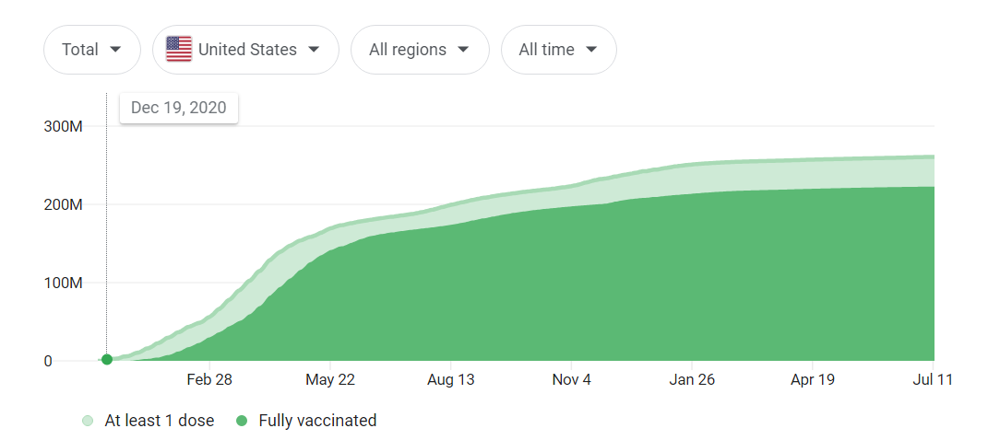 Total United States All regions All time
Dec 19, 2020
300M
200M
100M
0
Feb 28 May 22 Aug 13 Nov 4 Jan 26 Apr 19 Jul 11
At least 1 dose Fully vaccinated